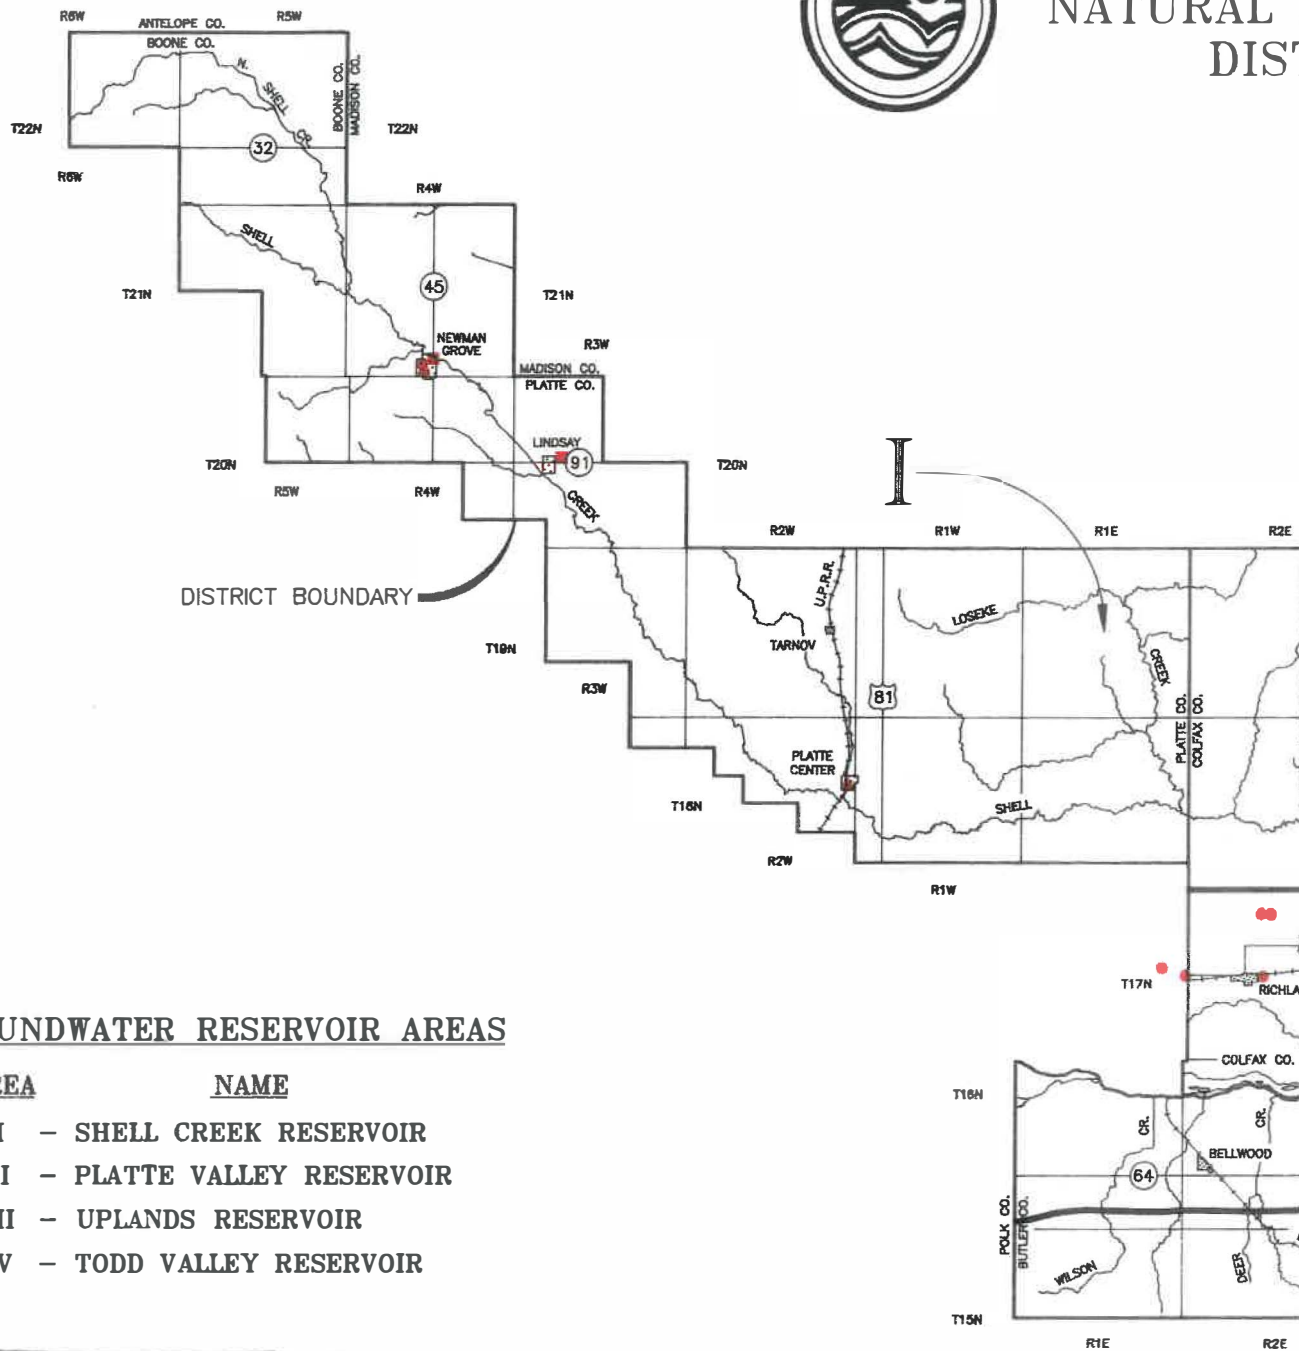 NATURAL
DIST
R6W
R5W
ANTELOPE CO.
BOONE CO.
N.
SHELL
CR.
BOONE CO.
MADISON CO.
T22N
T22N
32
R6W
R4W
SHELL
T21N
45
T21N
NEWMAN
GROVE
R3W
MADISON CO.
PLATTE CO.
LINDSAY
91
T20N
T20N
R5W
R4W
CREEK
I
R2W
R1W
R1E
R2E
DISTRICT BOUNDARY
U.P.R.R.
LOSEKE
TARNOV
CREEK
T19N
R3W
81
PLATTE CO.
COLFAX CO.
PLATTE
CENTER
T18N
SHELL
R2W
R1W
T17N
RICHLA
UNDWATER RESERVOIR AREAS
EA
NAME
I – SHELL CREEK RESERVOIR
I – PLATTE VALLEY RESERVOIR
II – UPLANDS RESERVOIR
V – TODD VALLEY RESERVOIR
COLFAX CO.
T16N
CR.
CR.
BELLWOOD
64
POLK CO.
BUTLER CO.
WILSON
DEER
T15N
R1E
R2E